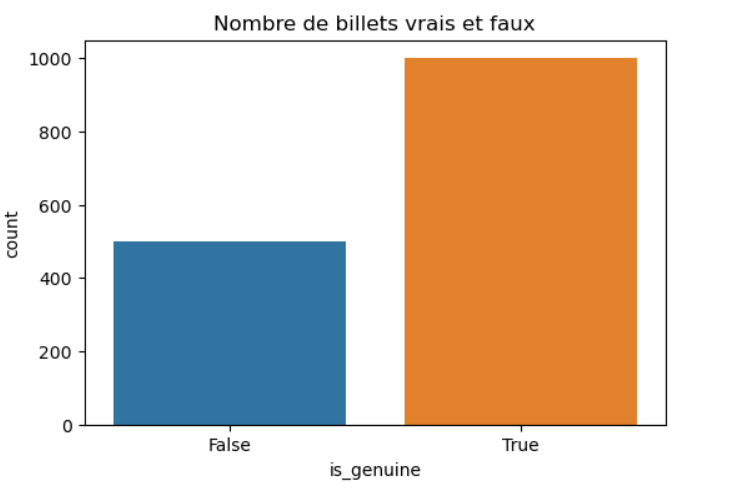 Nombre de billets vrais et faux
1000
800
600
400
200
0
count
False True
is_genuine